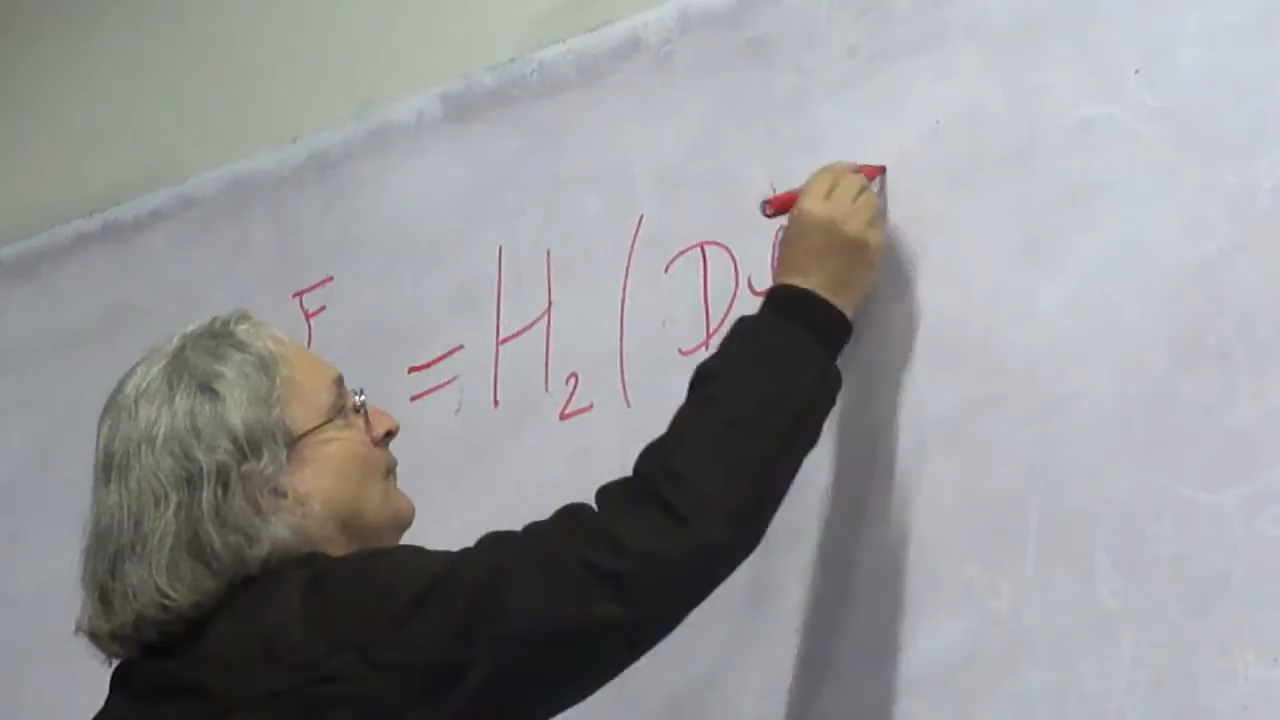 F = H₂ ( D